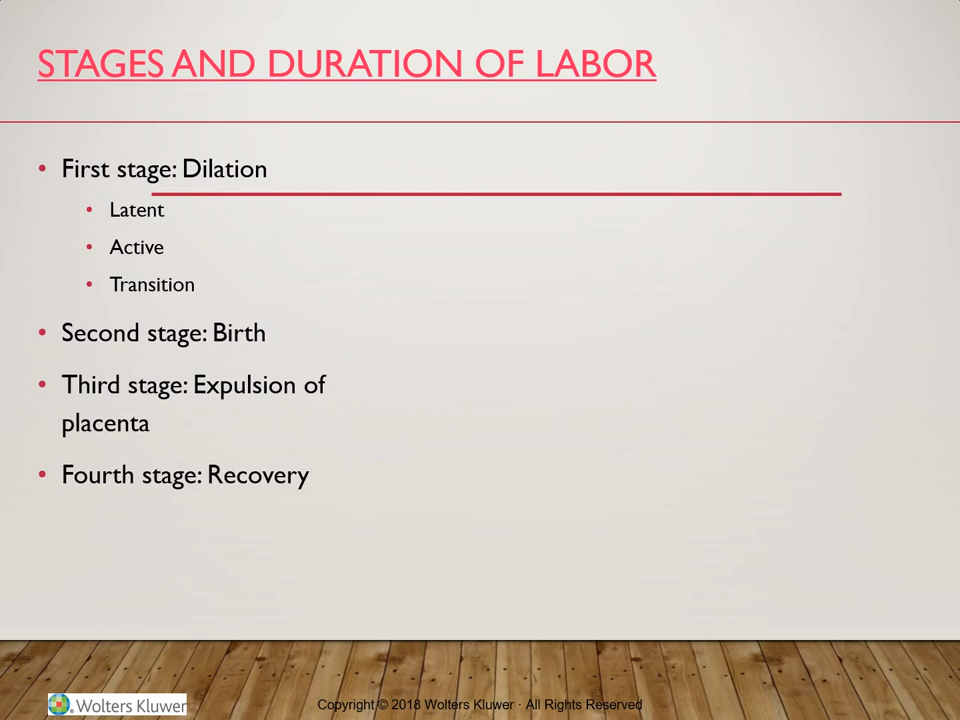 STAGES AND DURATION OF LABOR
• First stage: Dilation
• Latent
• Active
• Transition
• Second stage: Birth
• Third stage: Expulsion of
placenta
• Fourth stage: Recovery
Wolters Kluwer
Copyright © 2018 Wolters Kluwer · All Rights Reserved